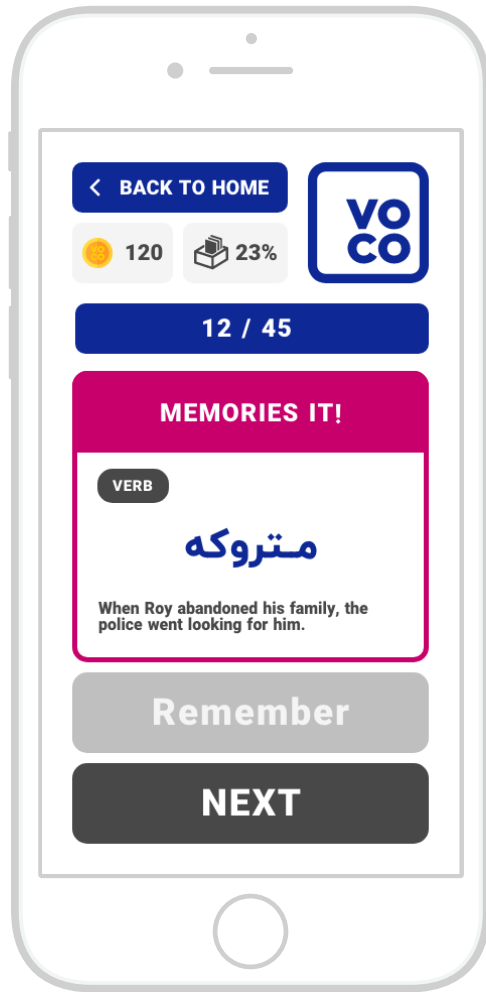 BACK TO HOME
VO
CO
120
23%
12 / 45
MEMORIES IT!
VERB
متروکه
When Roy abandoned his family, the
police went looking for him.
Remember
NEXT